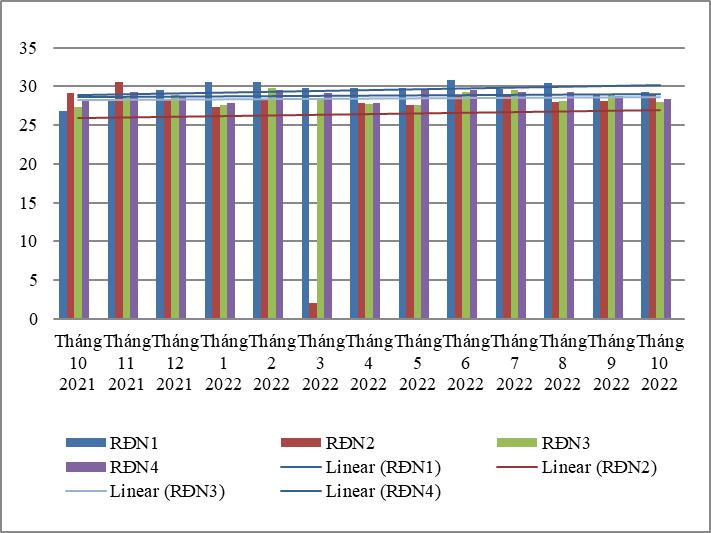 35
30
25
20
15
10
5
0
Tháng Tháng Tháng Tháng Tháng Tháng Tháng Tháng Tháng Tháng Tháng Tháng Tháng
10 11 12 1 2 3 4 5 6 7 8 9 10
2021 2021 2021 2022 2022 2022 2022 2022 2022 2022 2022 2022 2022
RĐN1 RĐN2 RĐN3
RĐN4 Linear (RĐN1) Linear (RĐN2)
Linear (RĐN3) Linear (RĐN4)